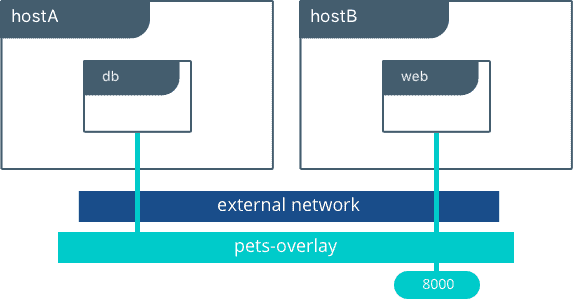 hostA
hostB
db
web
external network
pets-overlay
8000